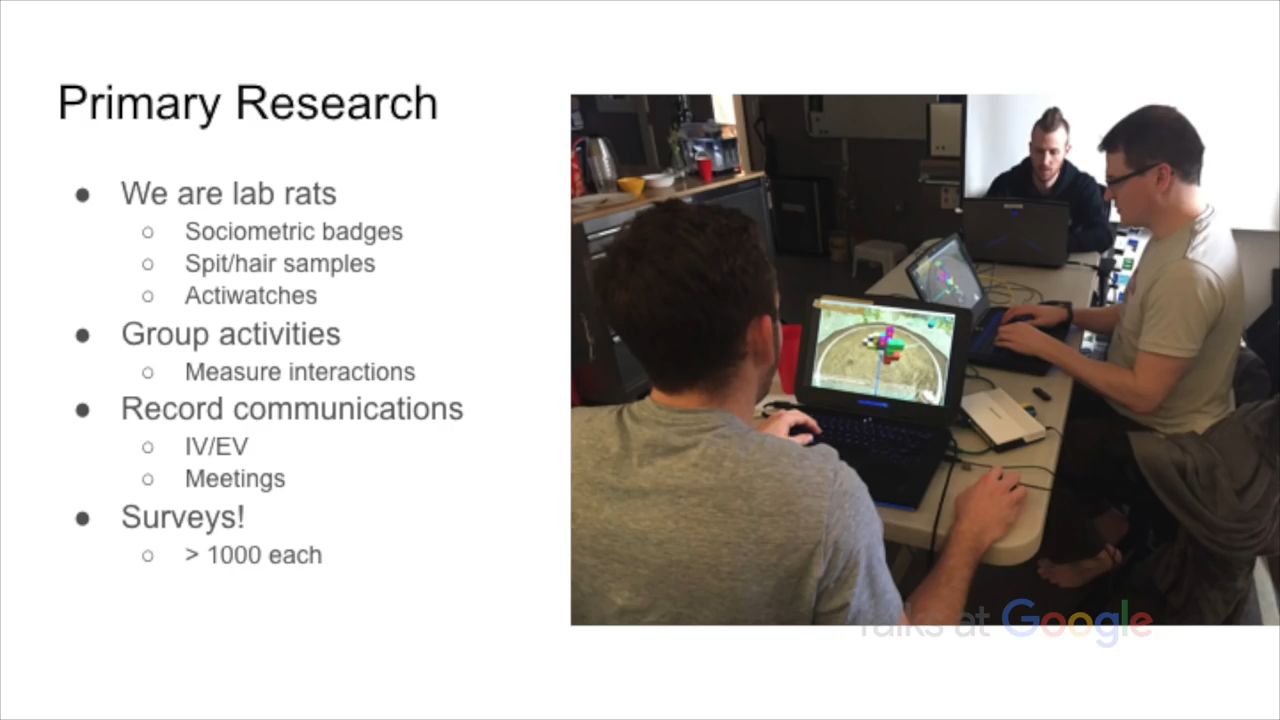 Primary Research
● We are lab rats
○ Sociometric badges
○ Spit/hair samples
○ Actiwatches
● Group activities
○ Measure interactions
● Record communications
○ IV/EV
○ Meetings
● Surveys!
○ > 1000 each
Talks at Google